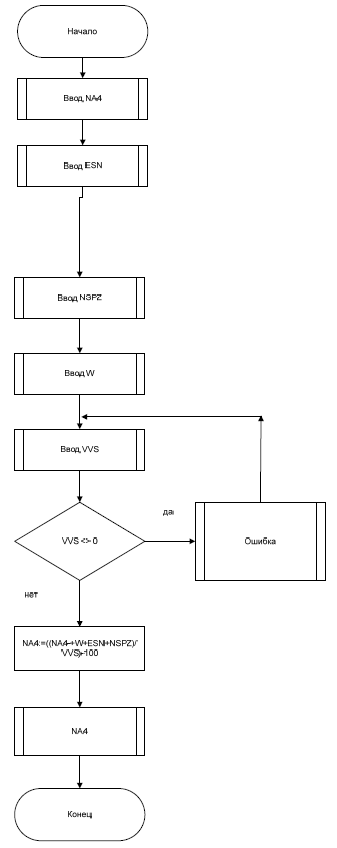 Начало
Ввод NA4
Ввод ESN
Ввод NSPZ
Ввод W
Ввод VVS
VVS <> 0
да
Ошибка
нет
NA4:=((NA4+W+ESN+NSPZ)/
VVS)*100
NA4
Конец